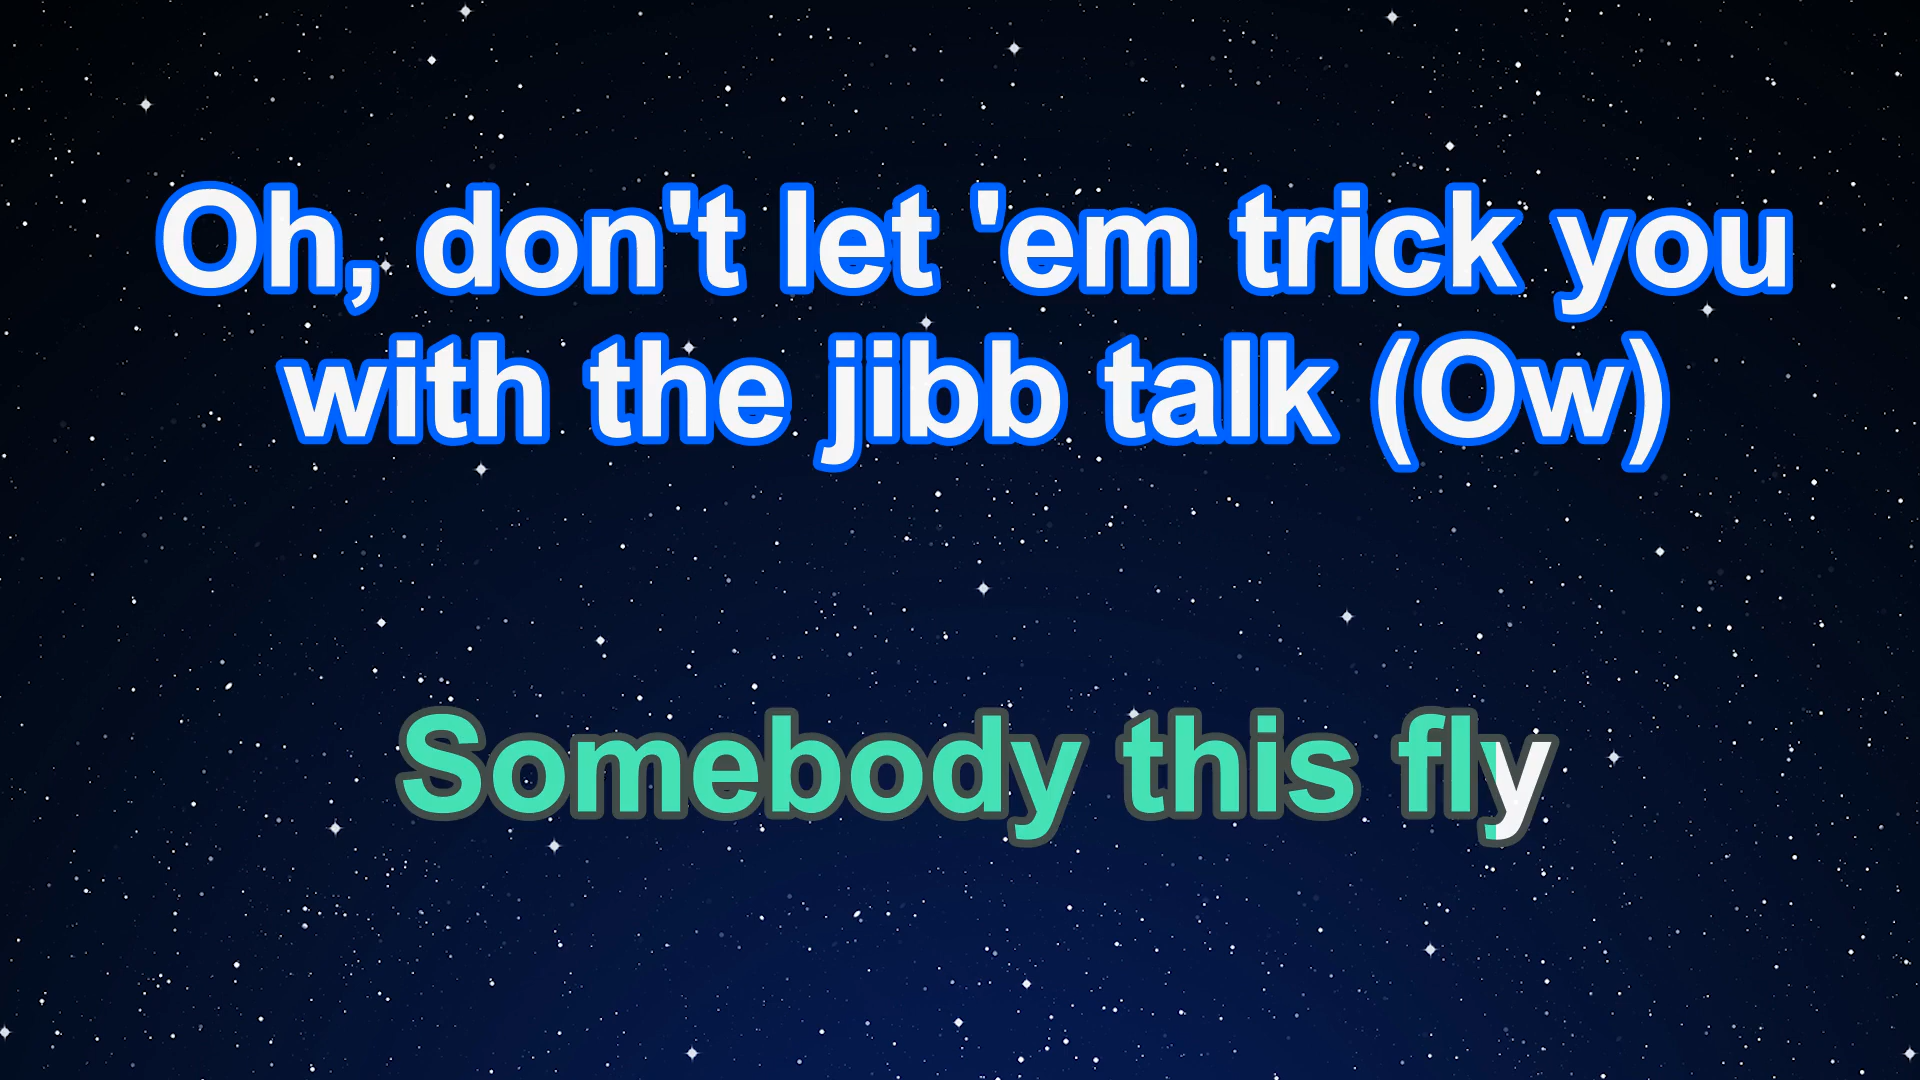 Oh, don't let 'em trick you
with the jibb talk (Ow)
Somebody this fly